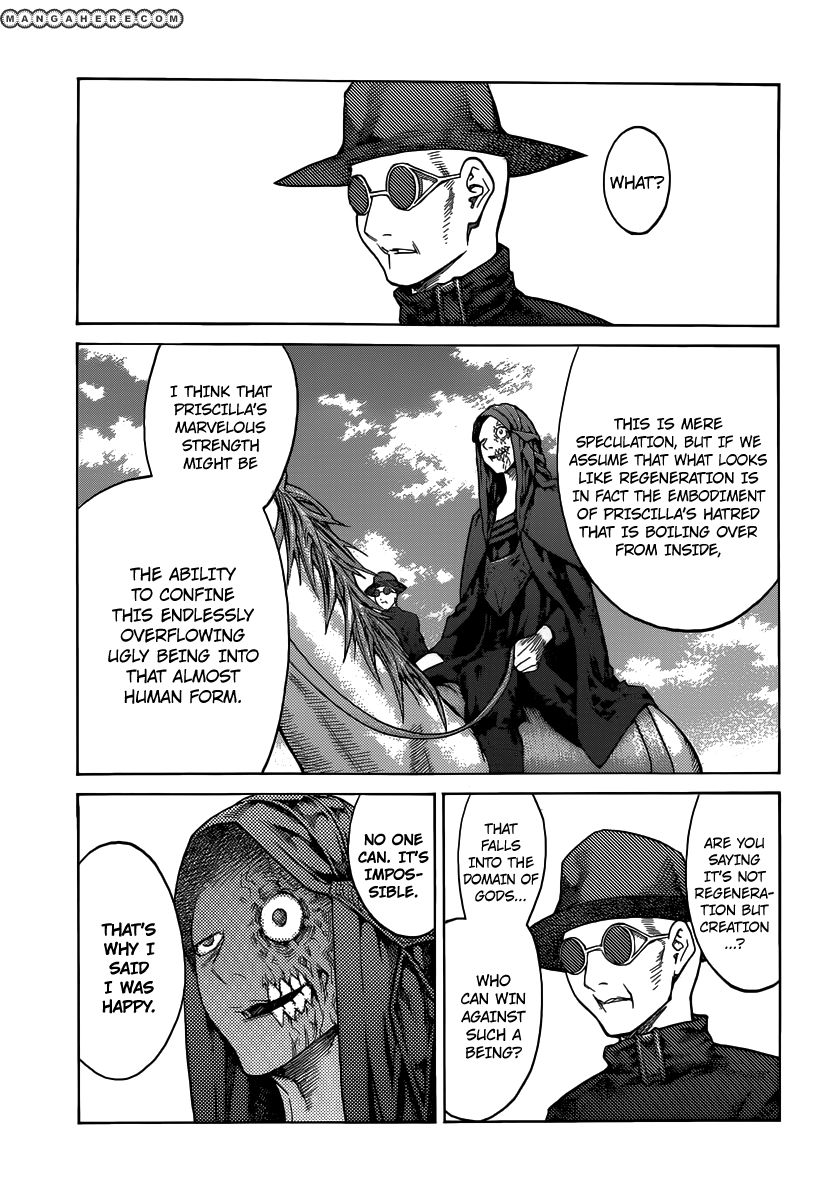 MANGAHERE.COM
WHAT?
THIS IS MERE
SPECULATION, BUT IF WE
ASSUME THAT WHAT LOOKS
LIKE REGENERATION IS
IN FACT THE EMBODIMENT
OF PRISCILLA'S HATRED
THAT IS BOILING OVER
FROM INSIDE,
I THINK THAT
PRISCILLA'S
MARVELOUS
STRENGTH
MIGHT BE
THE ABILITY
TO CONFINE
THIS ENDLESSLY
OVERFLOWING
UGLY BEING INTO
THAT ALMOST
HUMAN FORM.
ARE YOU
SAYING
IT'S NOT
REGENERA-
TION BUT
CREATION
...?
THAT
FALLS
INTO THE
DOMAIN OF
GODS...
WHO
CAN WIN
AGAINST
SUCH A
BEING?
NO ONE
CAN. IT'S
IMPOS-
SIBLE.
THAT'S
WHY I
SAID
I WAS
HAPPY.